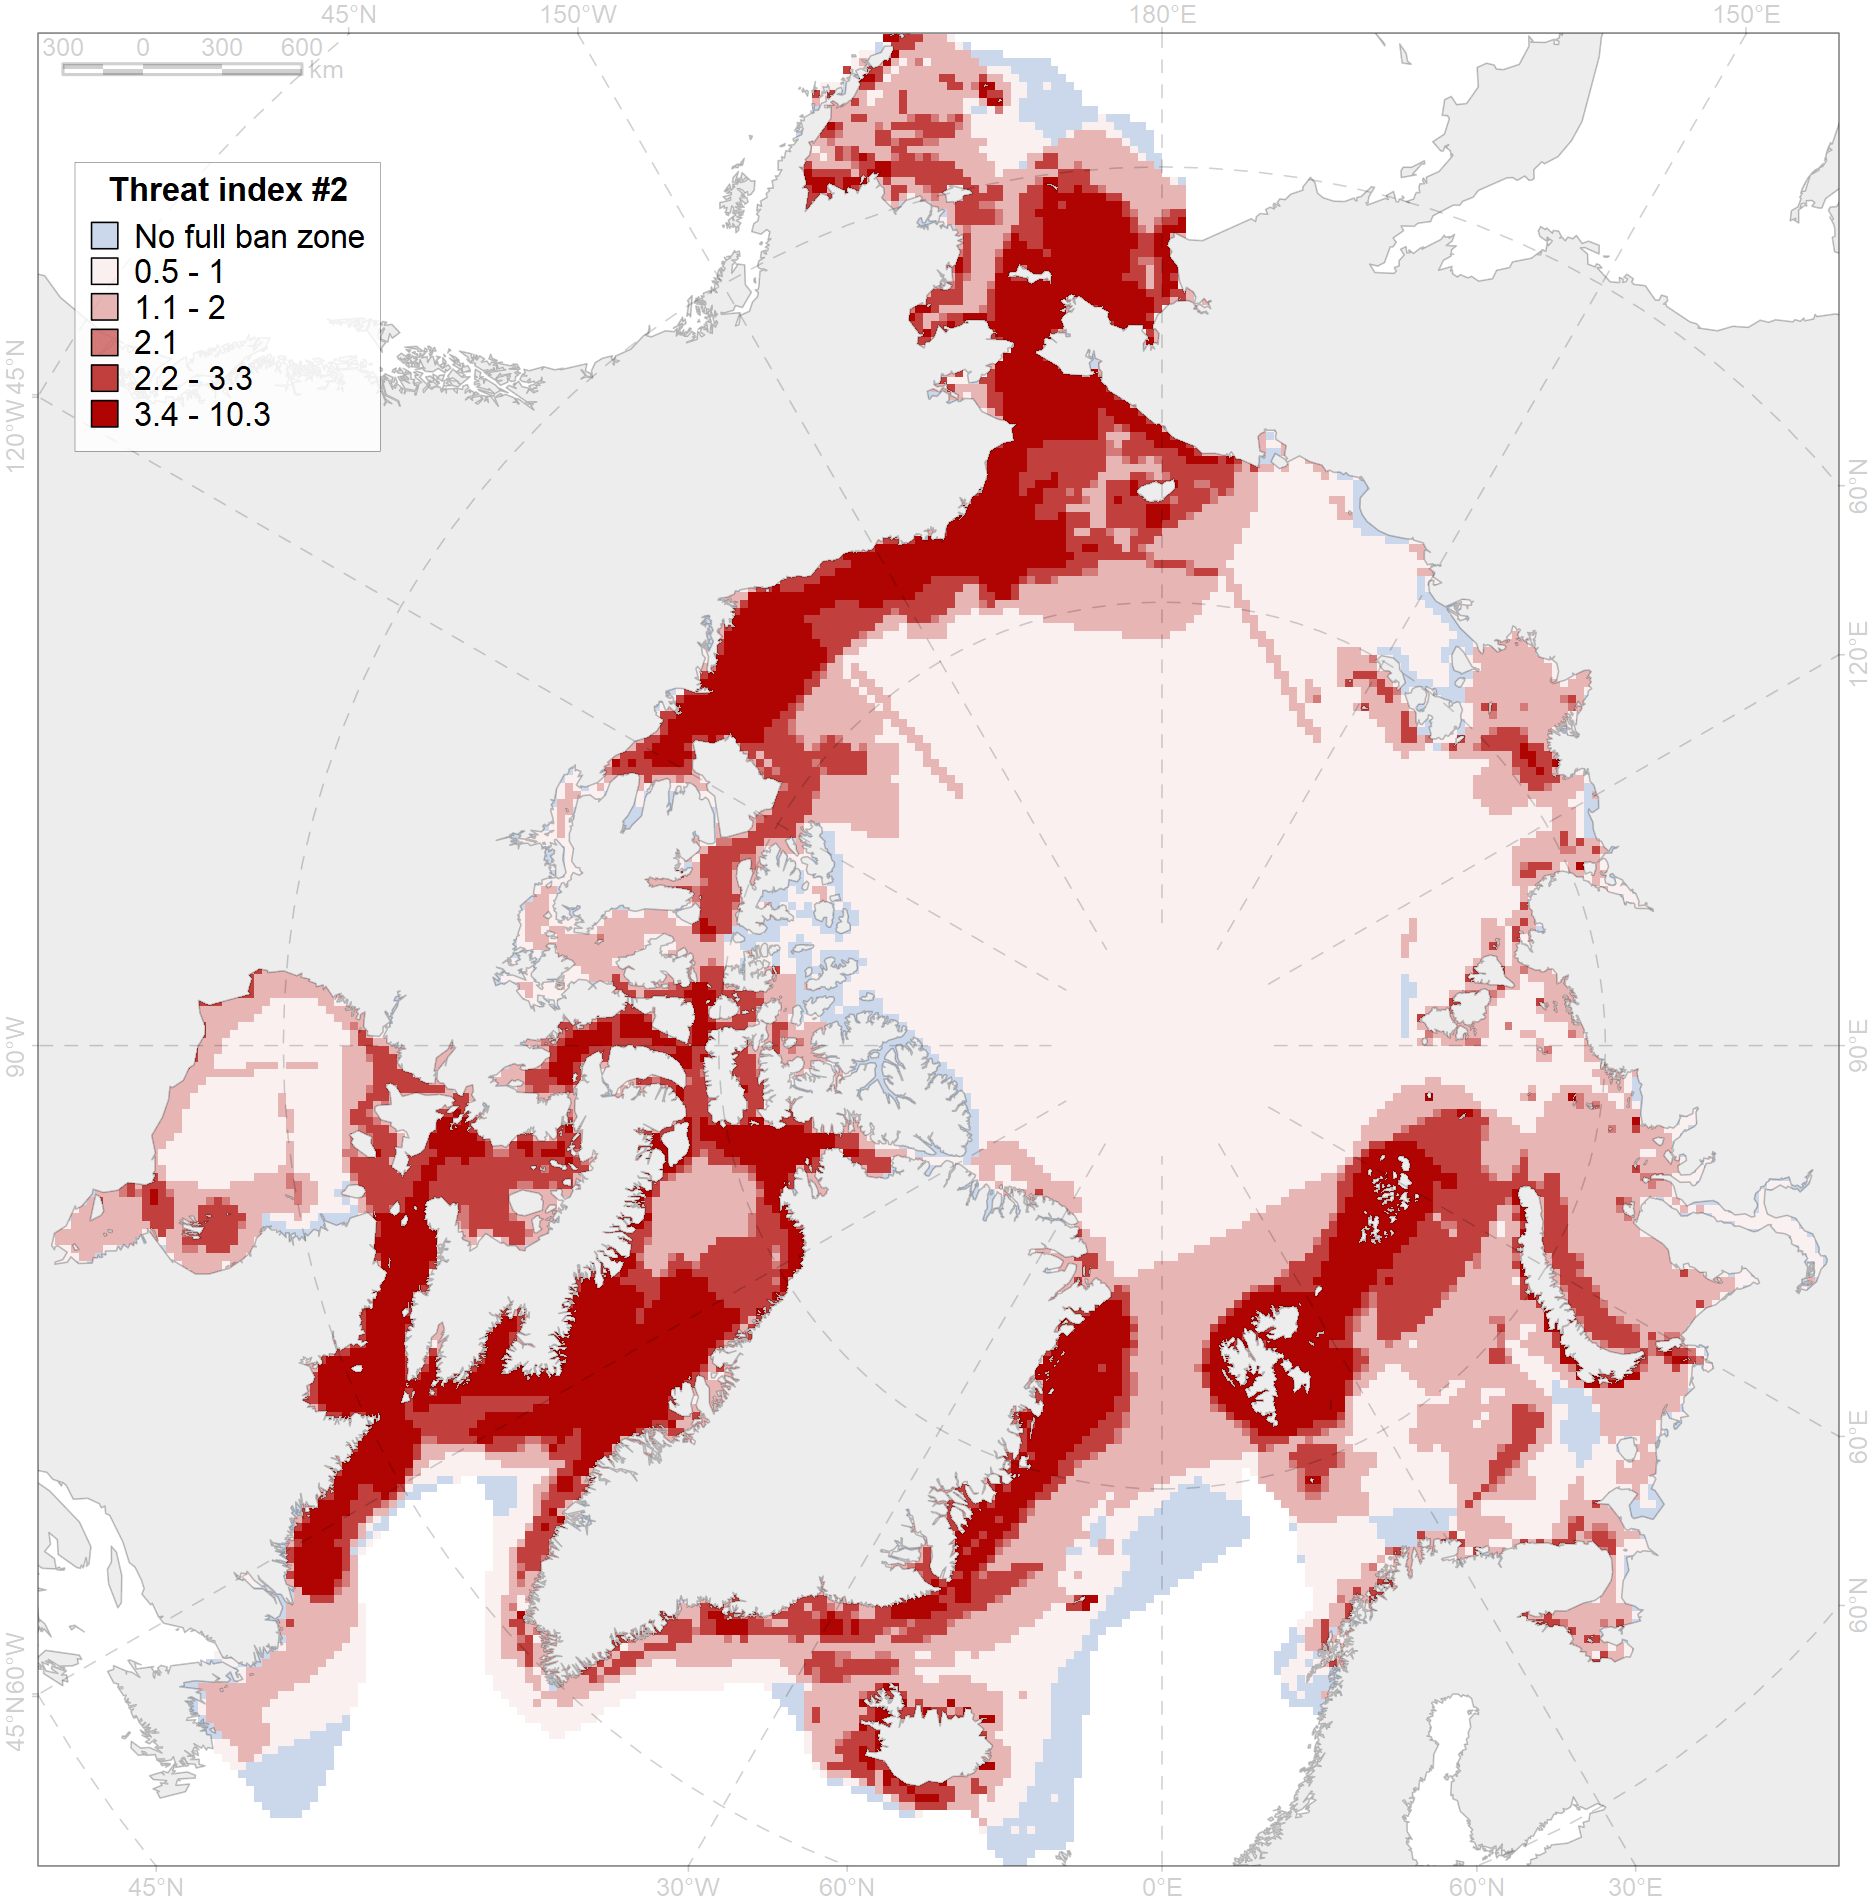 45°N 150°W 180°E 150°E
300 0 300 600
km
Threat index #2
No full ban zone
0.5 - 1
1.1 - 2
2.1
2.2 - 3.3
3.4 - 10.3
45°N
120°W
90°W
60°W
45°N
60°N
120°E
90°E
60°E
60°N
45°N 30°W 60°N 0°E 60°N 30°E